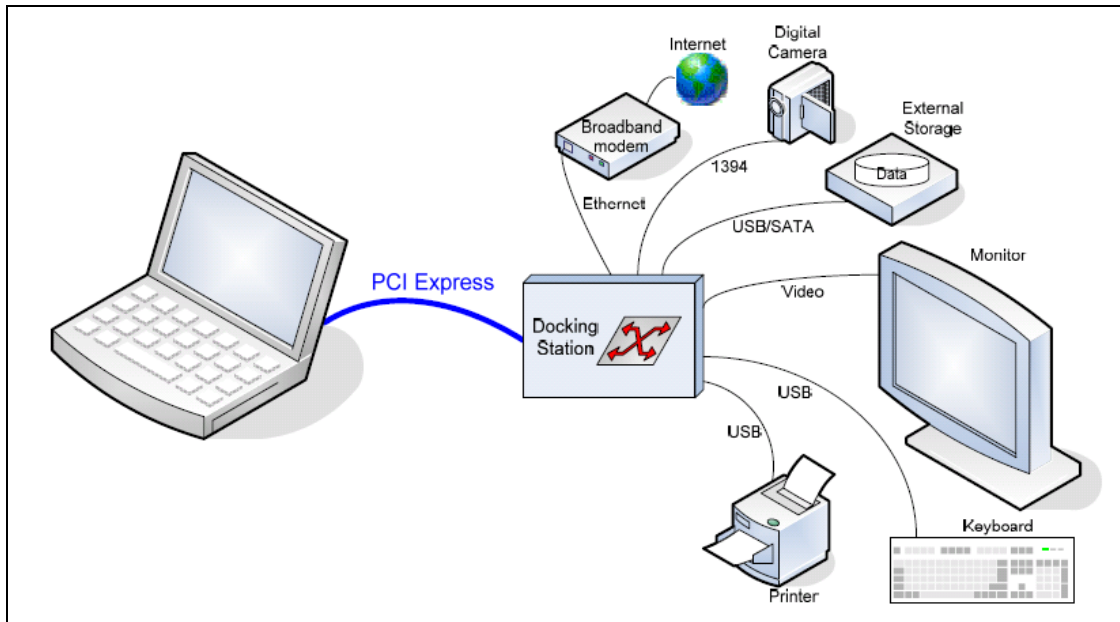 Internet
Digital
Camera
External
Storage
Broadband
modem
Data
1394
Ethernet
USB/SATA
Monitor
PCI Express
Video
Docking
Station
USB
USB
Keyboard
Printer